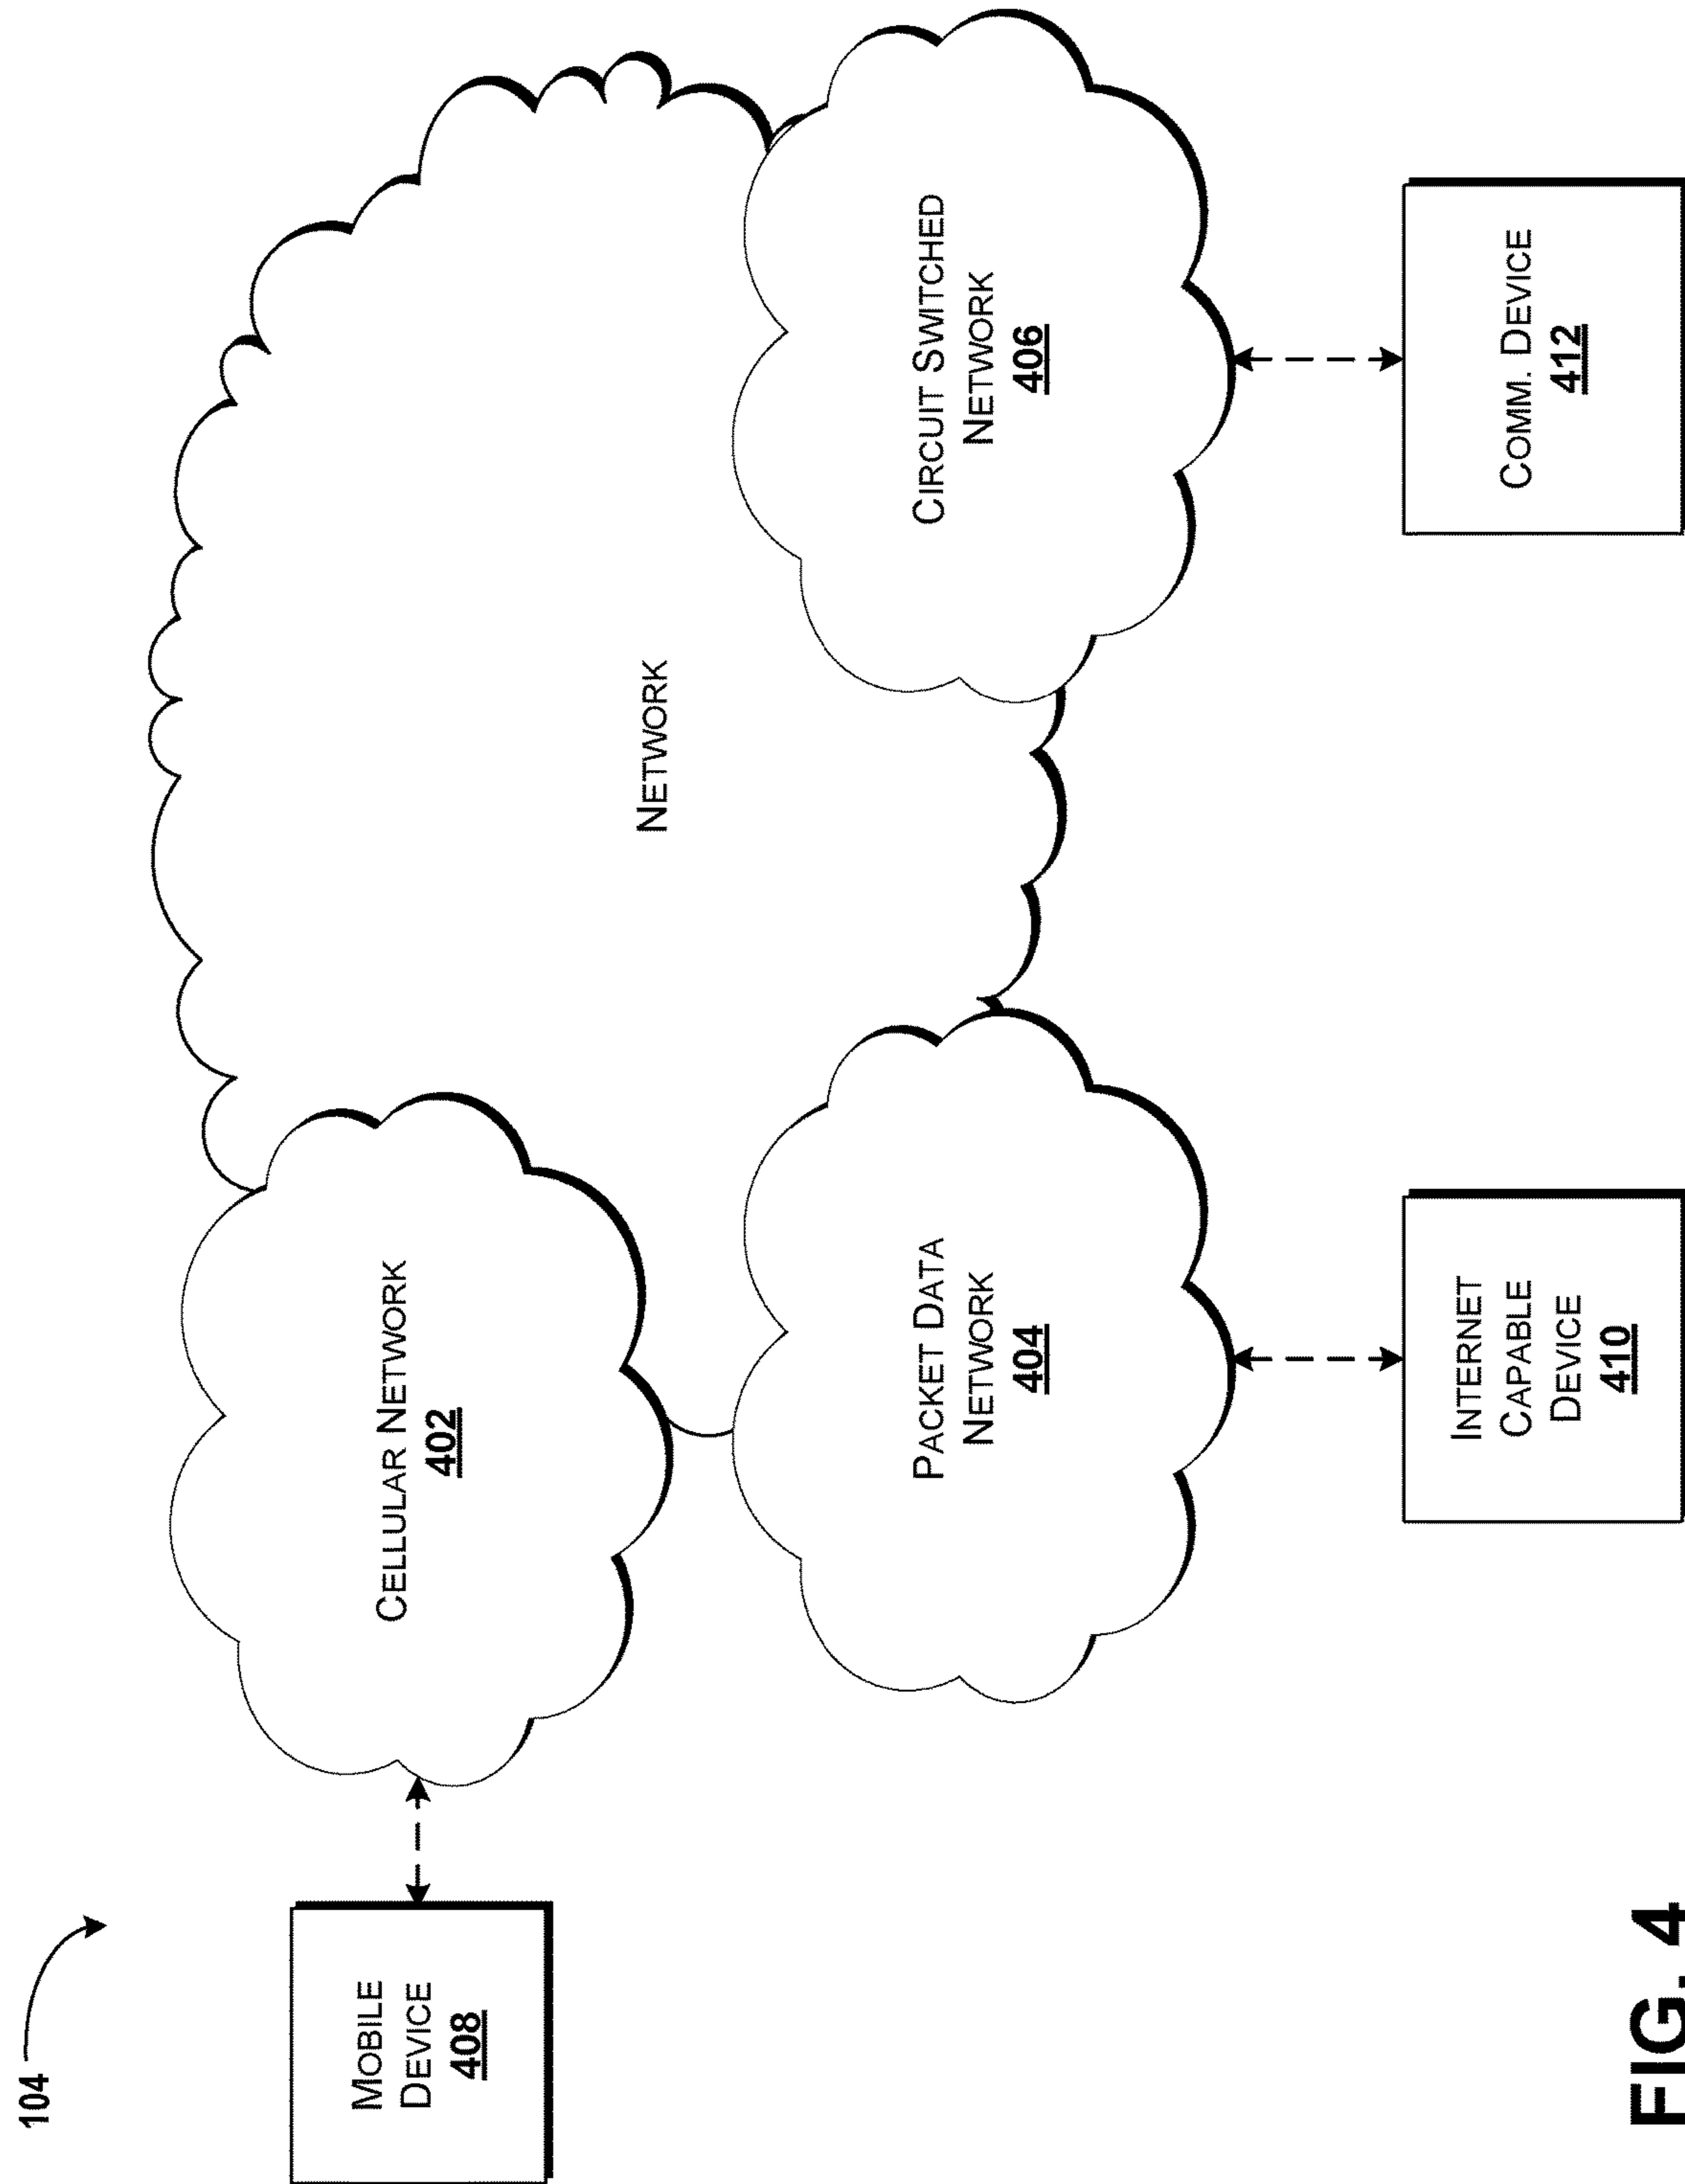 104
MOBILE
DEVICE
408
CELLULAR NETWORK
402
NETWORK
PACKET DATA
NETWORK
404
CIRCUIT SWITCHED
NETWORK
406
INTERNET
CAPABLE
DEVICE
410
COMM. DEVICE
412
FIG. 4